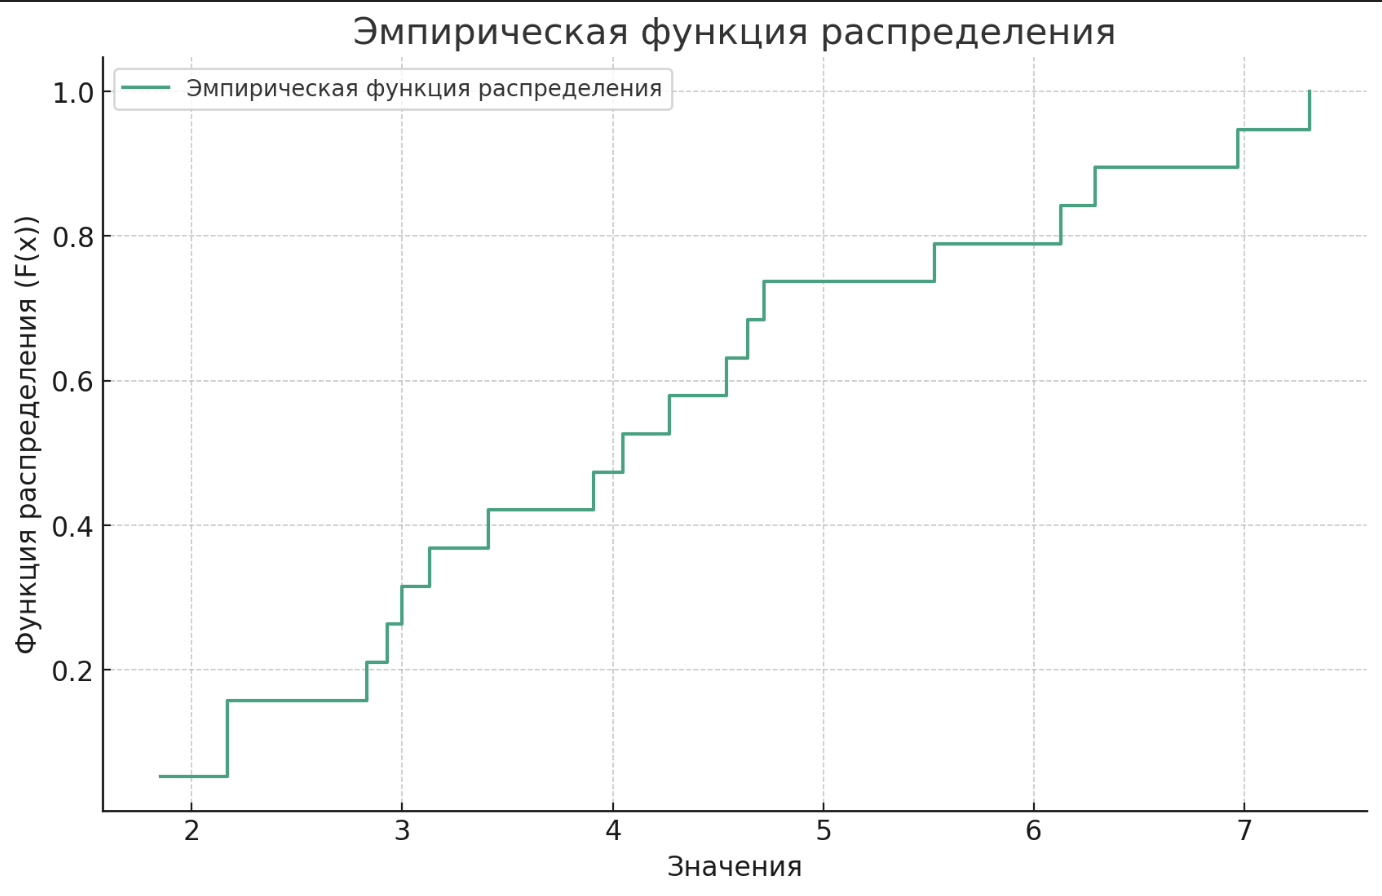 Эмпирическая функция распределения
Эмпирическая функция распределения
Функция распределения (F(x))
1.0
0.8
0.6
0.4
0.2
2 3 4 5 6 7
Значения